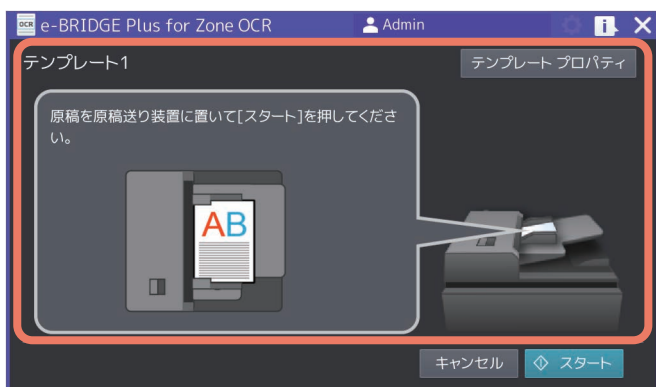 OCR e-BRIDGE Plus for Zone OCR Admin i
テンプレート1 テンプレート プロパティ
原稿を原稿送り装置に置いて[スタート]を押してくださ
い。
AB
キャンセル スタート